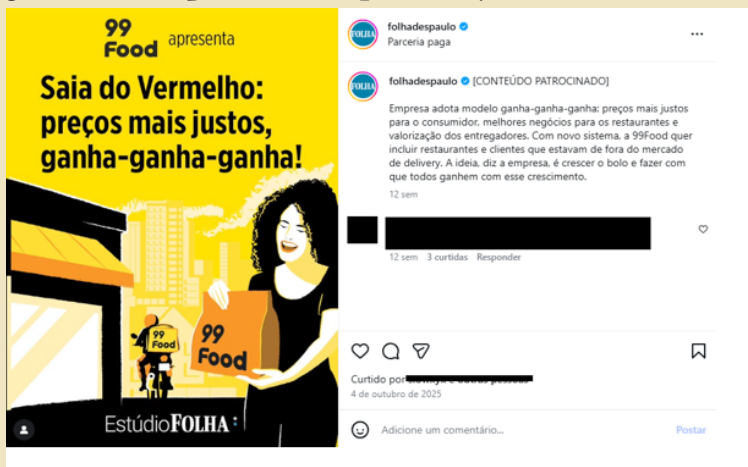 99
Food
apresenta
Saia do Vermelho:
preços mais justos,
ganha-ganha-ganha!
99
Food
99
Food
EstúdioFOLHA:
FOLHA
folhadespaulo
Parceria paga
FOLHA
folhadespaulo [CONTEÚDO PATROCINADO]
Empresa adota modelo ganha-ganha-ganha: preços mais justos
para o consumidor, melhores negócios para os restaurantes e
valorização dos entregadores. Com novo sistema, a 99Food quer
incluir restaurantes e clientes que estavam de fora do mercado
de delivery. A ideia, diz a empresa, é crescer o bolo e fazer com
que todos ganhem com esse crescimento.
12 sem
12 sem 3 curtidas Responder
Curtido por
4 de outubro de 2025
Adicione um comentário...
Postar